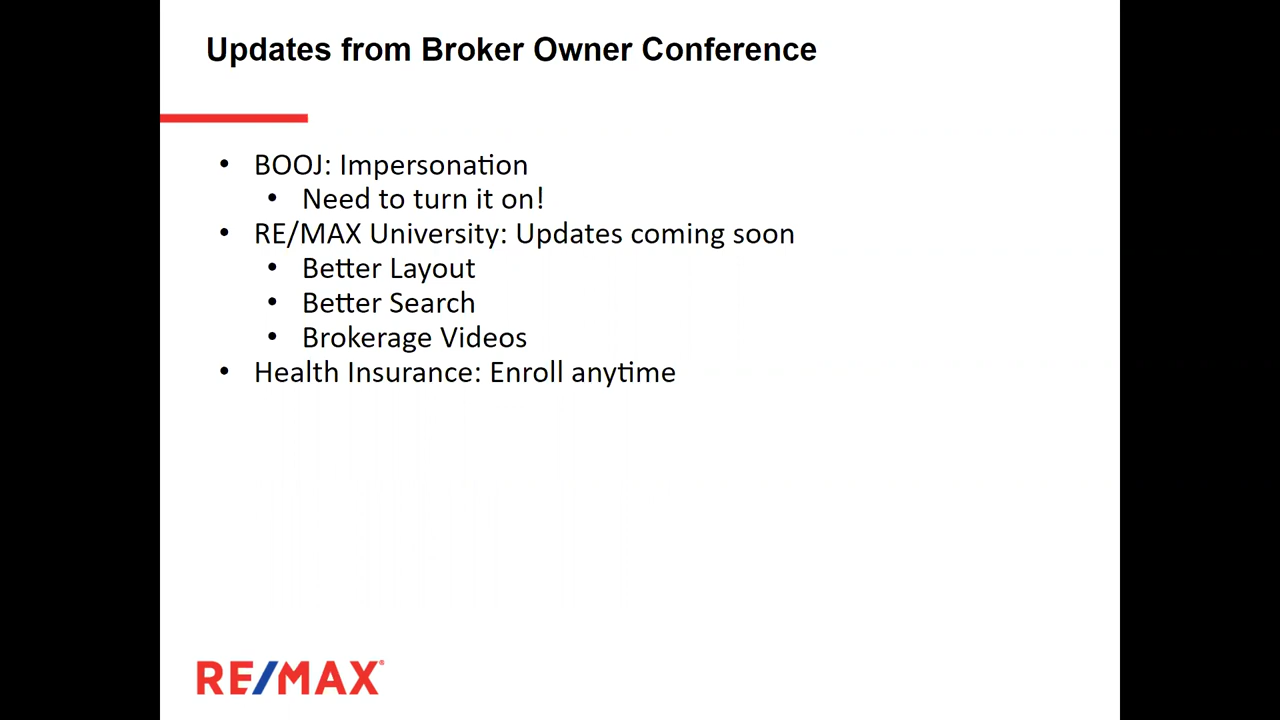 Updates from Broker Owner Conference
• BOOJ: Impersonation
• Need to turn it on!
• RE/MAX University: Updates coming soon
• Better Layout
• Better Search
• Brokerage Videos
• Health Insurance: Enroll anytime
RE/MAX®